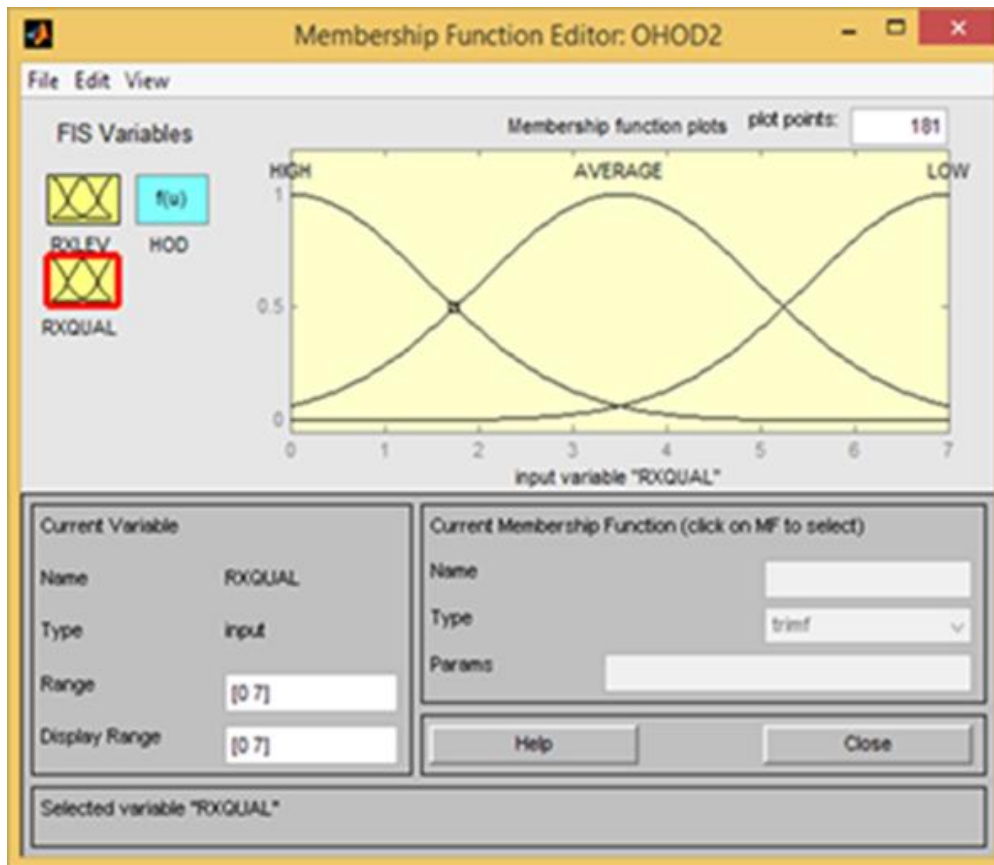 Membership Function Editor: OHOD2
File Edit View
FIS Variables
f(u)
RXLEV HOD
RXQUAL
Membership function plots plot points: 181
HIGH AVERAGE LOW
1
0.5
0
0 1 2 3 4 5 6 7
input variable "RXQUAL"
Current Variable
Name RXQUAL
Type input
Range [0 7]
Display Range [0 7]
Current Membership Function (click on MF to select)
Name
Type trimf
Params
Help Close
Selected variable "RXQUAL"